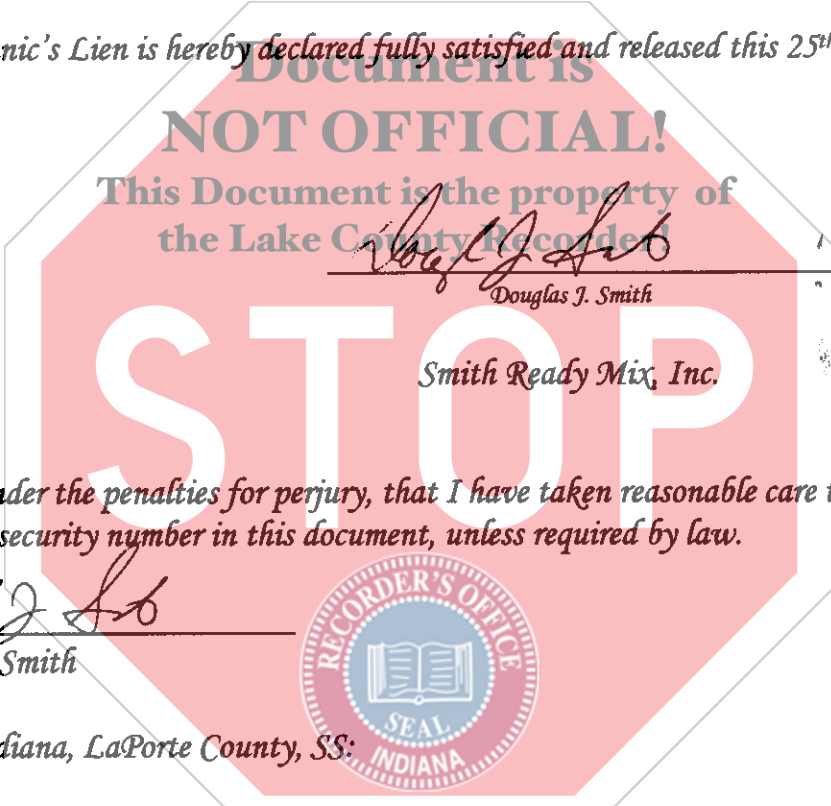 nic's Lien is hereby declared fully satisfied and released this 25th
Document is
NOT OFFICIAL!
This Document is the property of
the Lake County Recorder!
Douglas J. Smith
Smith Ready Mix, Inc.
STOP
nder the penalties for perjury, that I have taken reasonable care t
security number in this document, unless required by law.
Smith
RECORDER'S OFFICE
SEAL
INDIANA
diana, LaPorte County, SS: